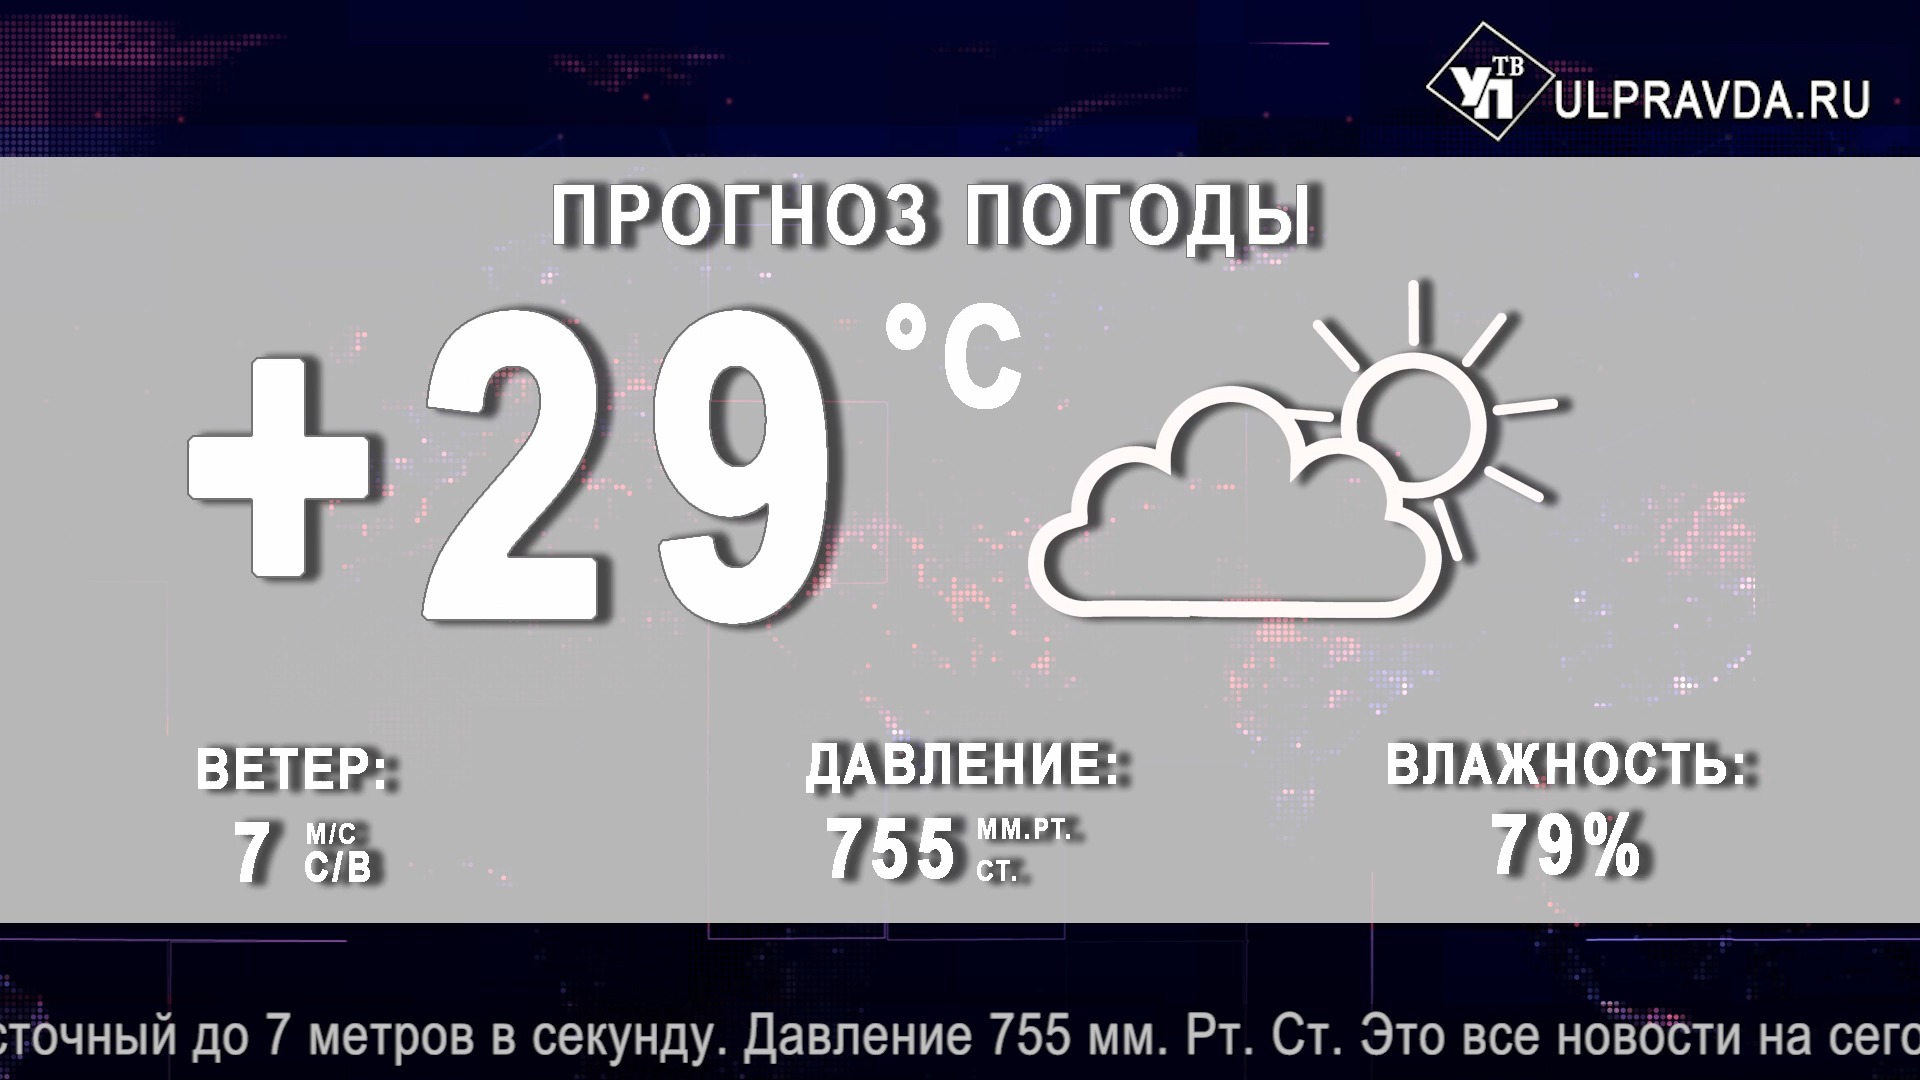 ТВ
УП
ULPRAVDA.RU
ПРОГНОЗ ПОГОДЫ
+29 °C
ВЕТЕР:
7 М/С
С/В
ДАВЛЕНИЕ:
755 ММ.РТ.
СТ.
ВЛАЖНОСТЬ:
79%
сточный до 7 метров в секунду. Давление 755 мм. Рт. Ст. Это все новости на сего